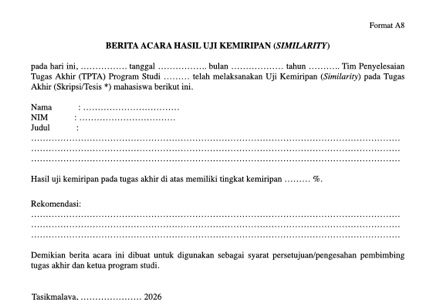 Format A8
BERITA ACARA HASIL UJI KEMIRIPAN (SIMILARITY)
pada hari ini, ……………. tanggal …………….. bulan ……………… tahun ……….. Tim Penyelesaian
Tugas Akhir (TPTA) Program Studi ……… telah melaksanakan Uji Kemiripan (Similarity) pada Tugas
Akhir (Skripsi/Tesis *) mahasiswa berikut ini.
Nama : ……………………………
NIM : ……………………………
Judul :
…………………………………………………………………………………………………………………
…………………………………………………………………………………………………………………
…………………………………………………………………………………………………………………
Hasil uji kemiripan pada tugas akhir di atas memiliki tingkat kemiripan ……… %.
Rekomendasi:
…………………………………………………………………………………………………………………
…………………………………………………………………………………………………………………
…………………………………………………………………………………………………………………
Demikian berita acara ini dibuat untuk digunakan sebagai syarat persetujuan/pengesahan pembimbing
tugas akhir dan ketua program studi.
Tasikmalaya, ………………… 2026